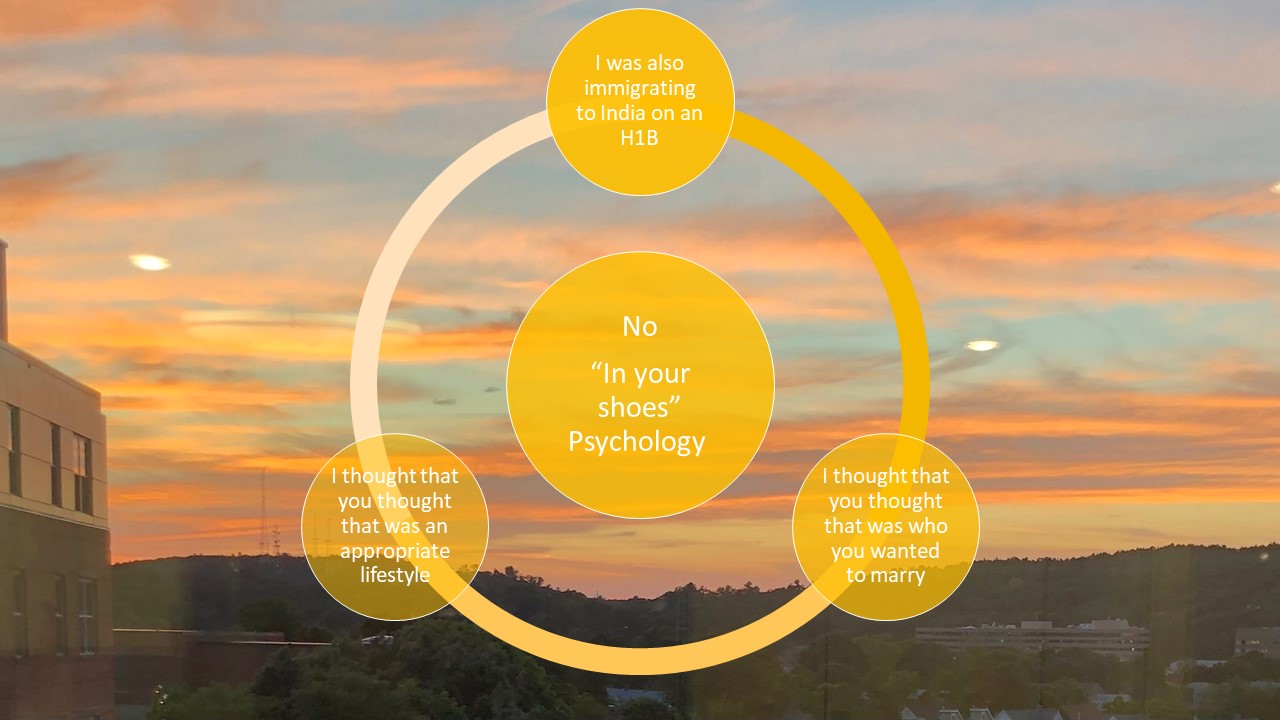 I was also
immigrating
to India on an
H1B
No
“In your
shoes”
Psychology
I thought that
you thought
that was an
appropriate
lifestyle
I thought that
you thought
that was who
you wanted
to marry